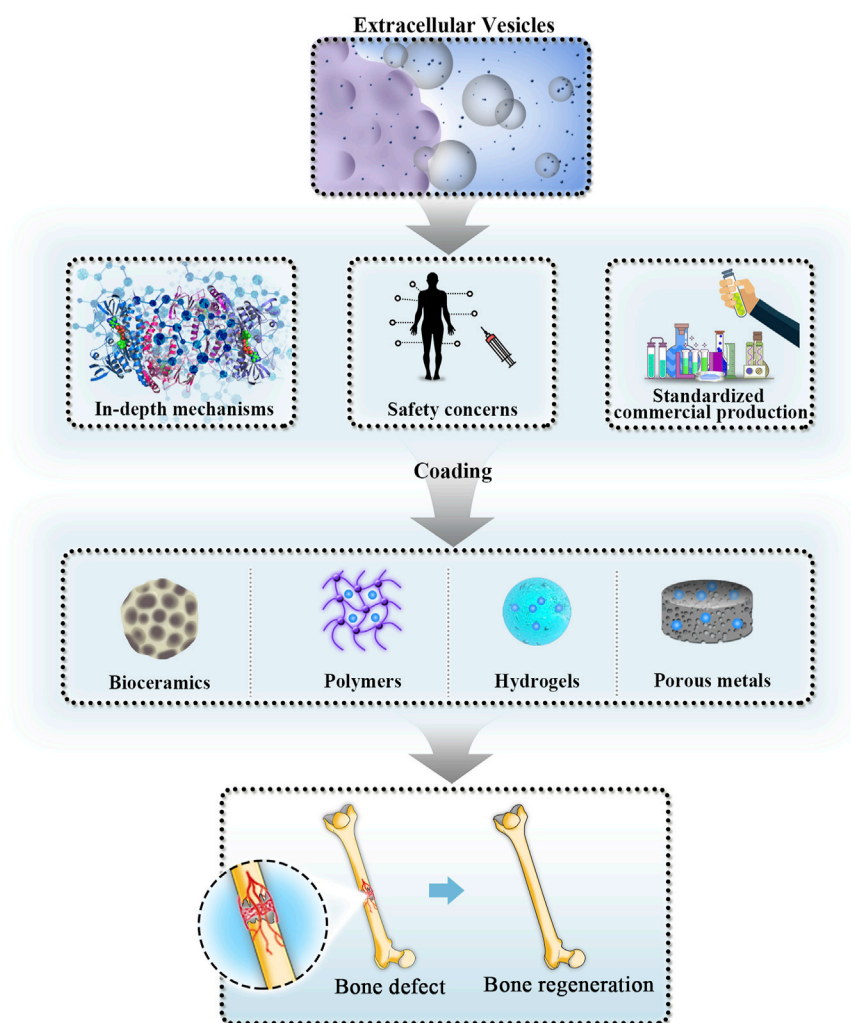 Extracellular Vesicles
In-depth mechanisms
Safety concerns
Standardized
commercial production
Coading
Bioceramics
Polymers
Hydrogels
Porous metals
Bone defect
Bone regeneration